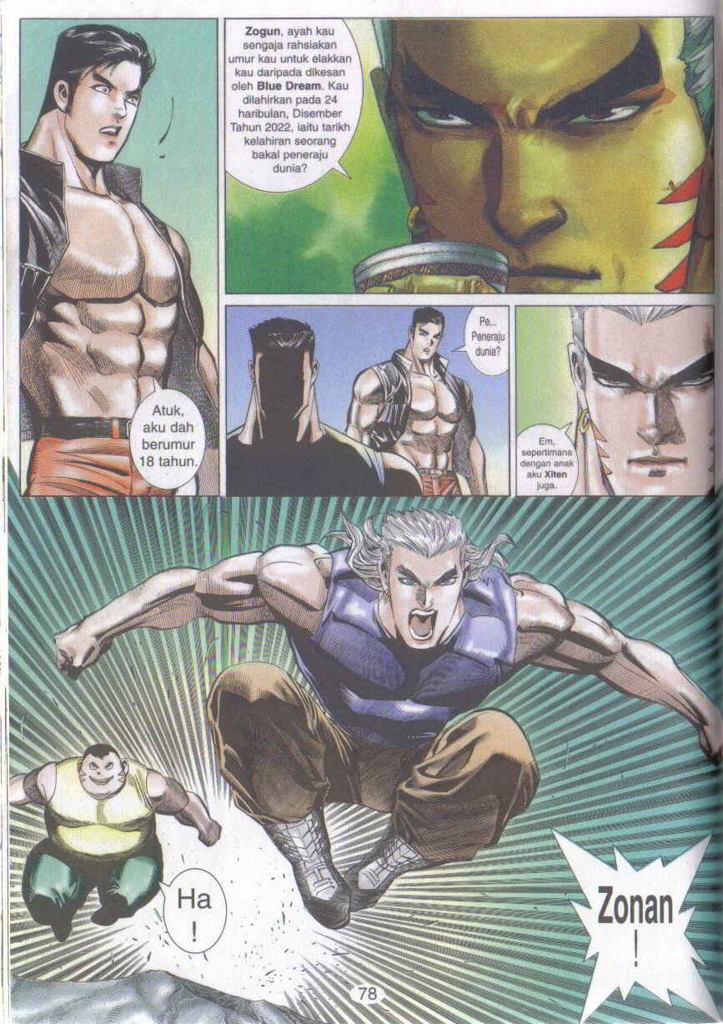 Atuk,
aku dah
berumur
18 tahun.
Zogun, ayah kau
sengaja rahsiakan
umur kau untuk elakkan
kau daripada dikesan
oleh Blue Dream. Kau
dilahirkan pada 24
haribulan, Disember
Tahun 2022, iaitu tarikh
kelahiran seorang
bakal peneraju
dunia?
Pe...
Peneraju
dunia?
Em,
sepertimana
dengan anak
aku Xiten
juga.
Ha
!
Zonan
!
78